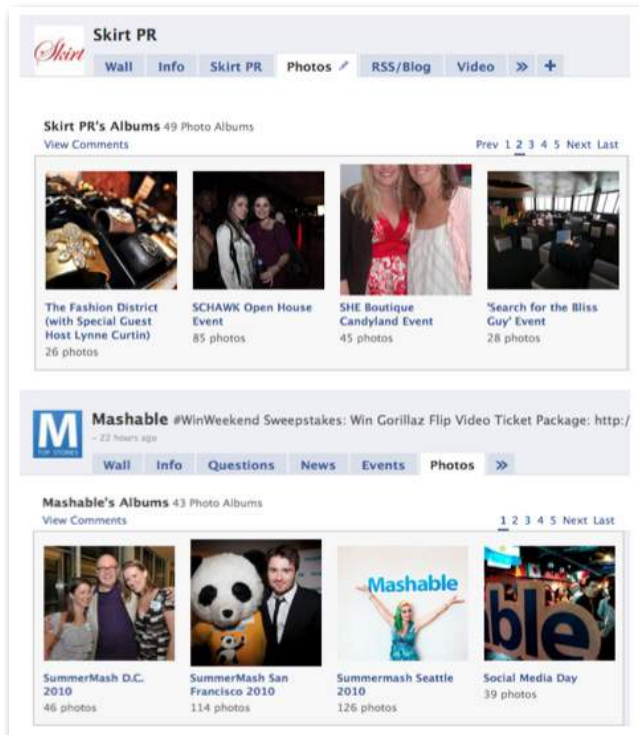 Skirt
Skirt PR
Wall Info Skirt PR Photos RSS/Blog Video » +
Skirt PR's Albums 49 Photo Albums
View Comments
Prev 1 2 3 4 5 Next Last
The Fashion District
(with Special Guest
Host Lynne Curtin)
26 photos
SCHAWK Open House
Event
85 photos
SHE Boutique
Candyland Event
45 photos
'Search for the Bliss
Guy' Event
28 photos
M
TOP STORIES
Mashable #WinWeekend Sweepstakes: Win Gorillaz Flip Video Ticket Package: http:/
- 22 hours ago
Wall Info Questions News Events Photos »
Mashable's Albums 43 Photo Albums
View Comments
1 2 3 4 5 Next Last
Mashable
ble
SummerMash D.C.
2010
46 photos
SummerMash San
Francisco 2010
114 photos
Summermash Seattle
2010
126 photos
Social Media Day
39 photos